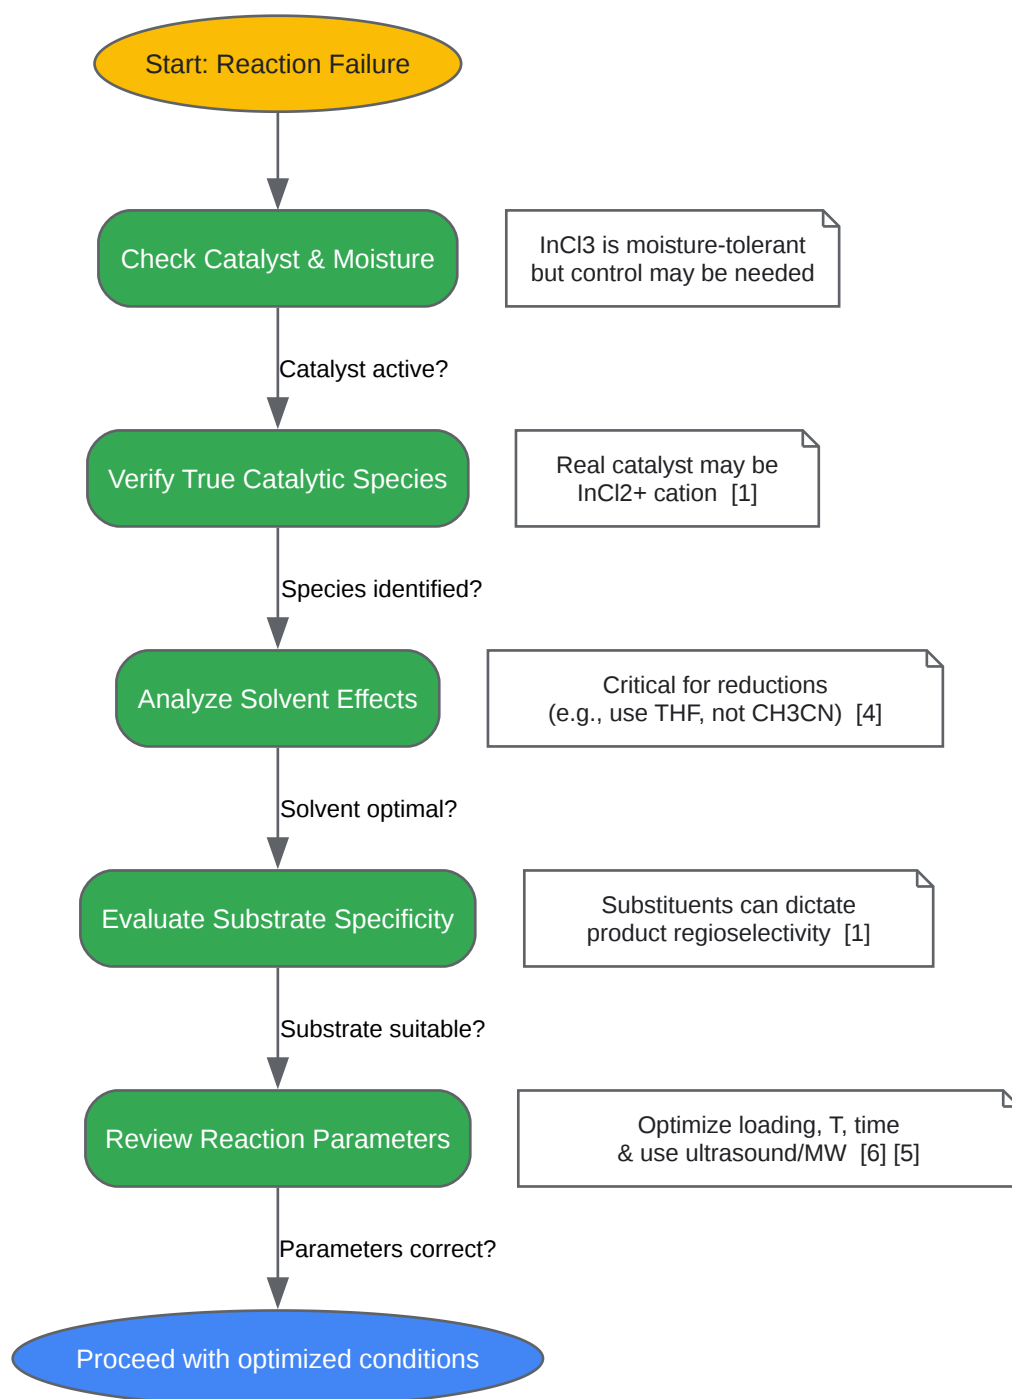 Start: Reaction Failure
Check Catalyst & Moisture
InCl3 is moisture-tolerant
but control may be needed
Catalyst active?
Verify True Catalytic Species
Real catalyst may be
InCl2+ cation [1]
Species identified?
Analyze Solvent Effects
Critical for reductions
(e.g., use THF, not CH3CN) [4]
Solvent optimal?
Evaluate Substrate Specificity
Substituents can dictate
product regioselectivity [1]
Substrate suitable?
Review Reaction Parameters
Optimize loading, T, time
& use ultrasound/MW [6] [5]
Parameters correct?
Proceed with optimized conditions